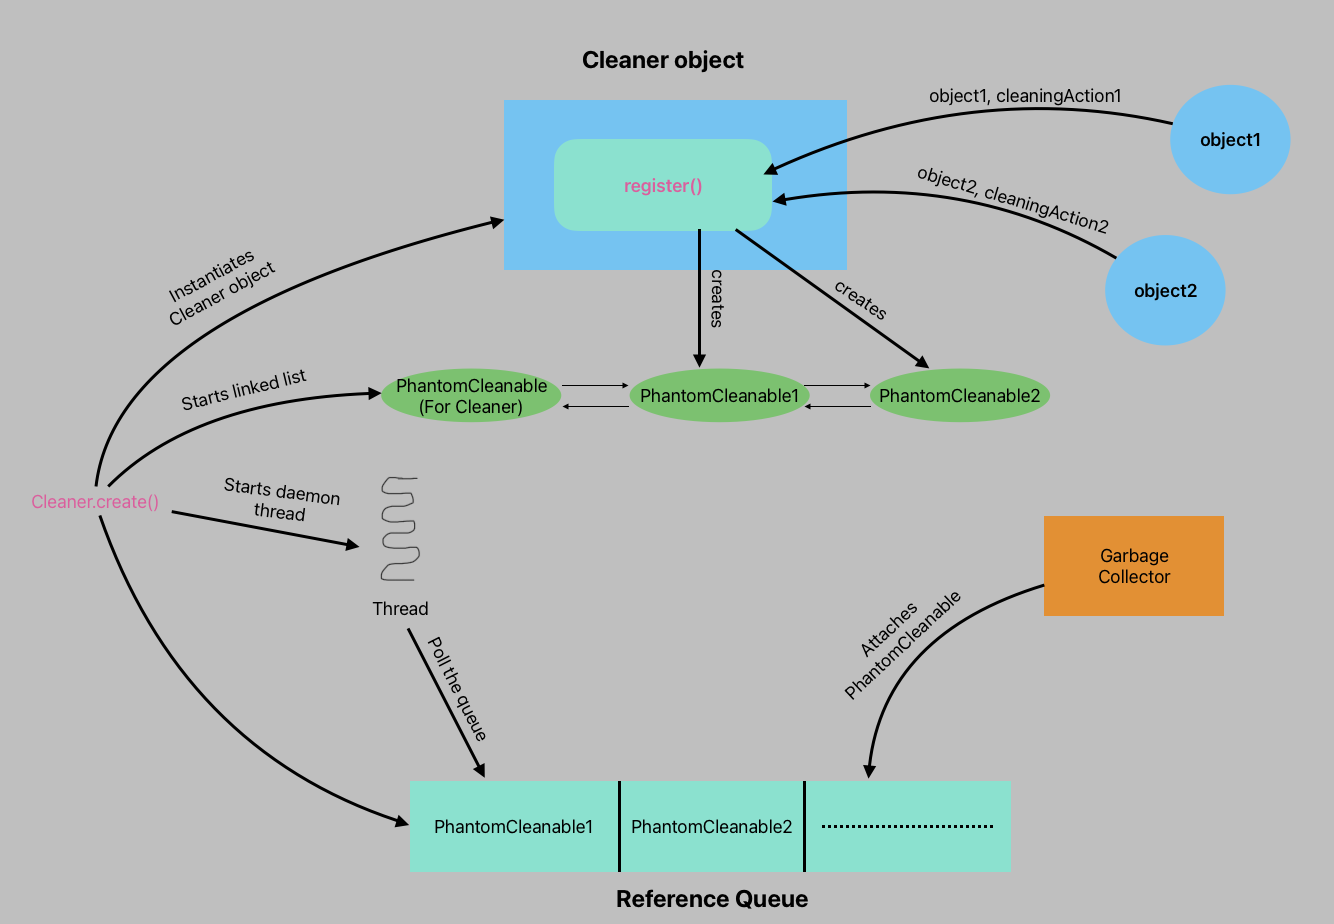 Cleaner object
object1, cleaningAction1
object1
register()
object2, cleaningAction2
object2
Instantiates
Cleaner object
creates
creates
Starts linked list
PhantomCleanable
(For Cleaner)
PhantomCleanable1
PhantomCleanable2
Cleaner.create()
Starts daemon
thread
Thread
Garbage
Collector
Attaches
PhantomCleanable
Poll the queue
PhantomCleanable1
PhantomCleanable2
Reference Queue